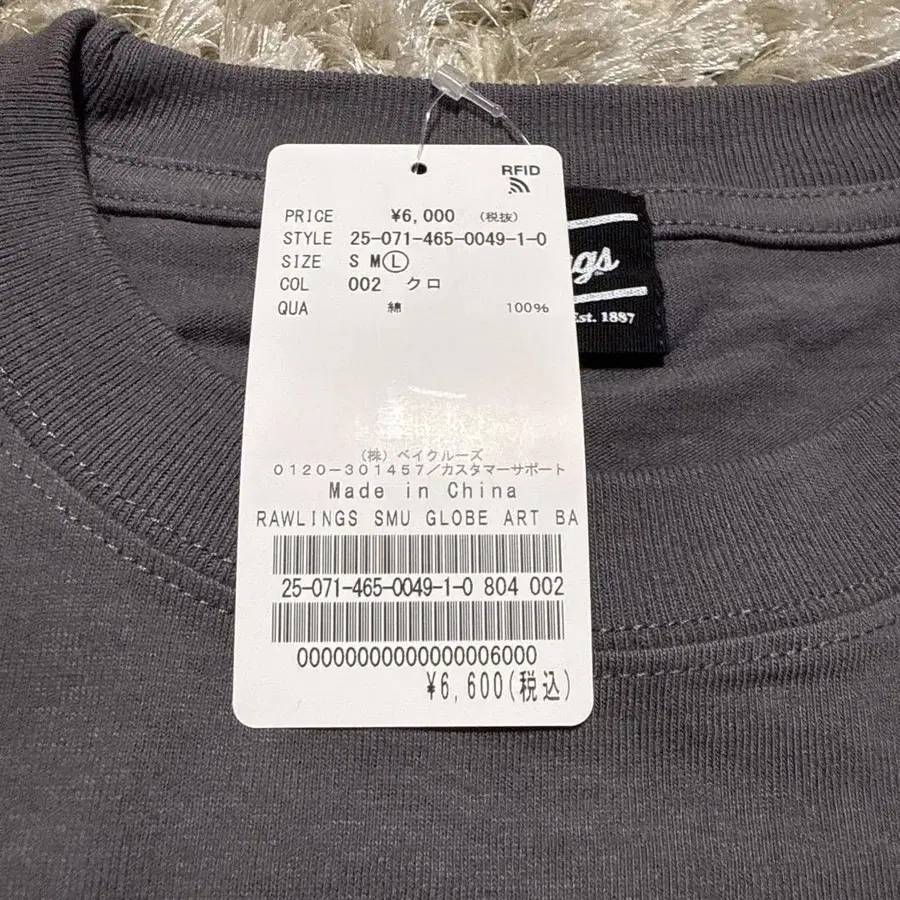 RFID
PRICE ¥6,000 (税抜)
STYLE 25-071-465-0049-1-0
SIZE S M L
COL 002 クロ
QUA 綿 100%
(株)ベイクルーズ
0120-301457/カスタマーサポート
Made in China
RAWLINGS SMU GLOBE ART BA
25-071-465-0049-1-0 804 002
00000000000000006000
¥6,600(税込)
ngs
Est. 1887